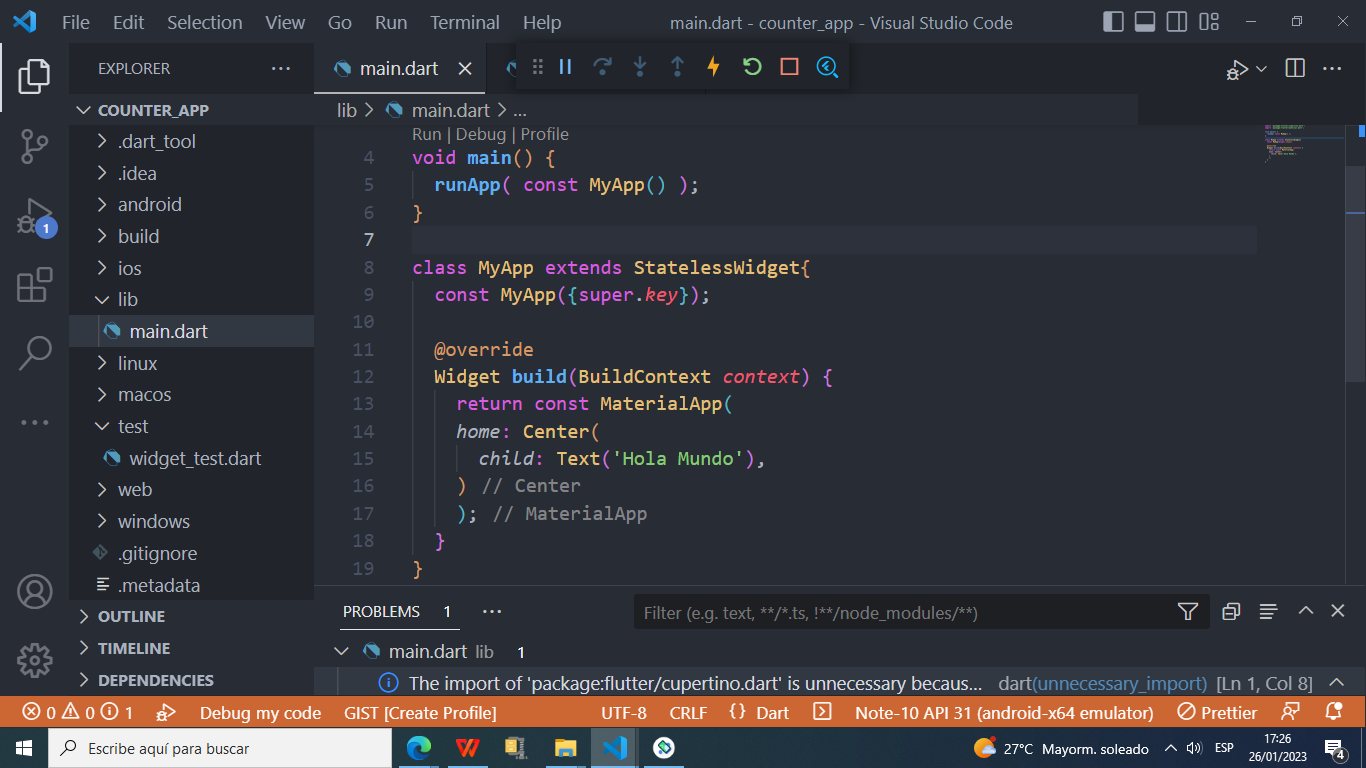 File Edit Selection View Go Run Terminal Help main.dart - counter_app - Visual Studio Code
EXPLORER
main.dart
COUNTER_APP
lib > main.dart > ...
.dart_tool
.idea
android
build
ios
lib
main.dart
linux
macos
test
widget_test.dart
web
windows
.gitignore
.metadata
OUTLINE
TIMELINE
DEPENDENCIES
1
Run | Debug | Profile
4 void main() {
5 runApp( const MyApp() );
6 }
7
8 class MyApp extends StatelessWidget{
9 const MyApp({super.key});
10
11 @override
12 Widget build(BuildContext context) {
13 return const MaterialApp(
14 home: Center(
15 child: Text('Hola Mundo'),
16 ) // Center
17 ); // MaterialApp
18 }
19 }
PROBLEMS 1
Filter (e.g. text, **/*.ts, !**/node_modules/**)
main.dart lib 1
The import of 'package:flutter/cupertino.dart' is unnecessary becaus... dart(unnecessary_import) [Ln 1, Col 8]
0 0 1 Debug my code GIST [Create Profile] UTF-8 CRLF {} Dart Note-10 API 31 (android-x64 emulator) Prettier
Escribe aquí para buscar
27°C Mayorm. soleado
ESP
17:26
26/01/2023
4